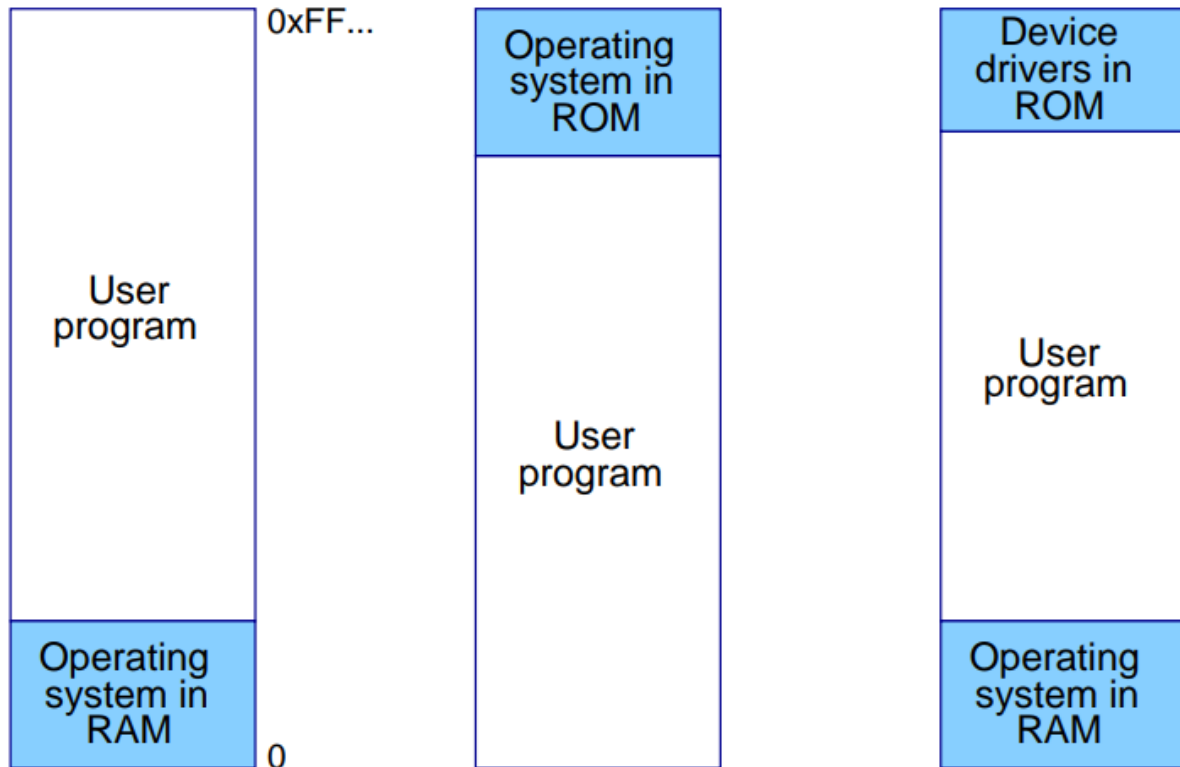 0xFF...
User
program
Operating
system in
RAM
0
Operating
system in
ROM
User
program
Device
drivers in
ROM
User
program
Operating
system in
RAM